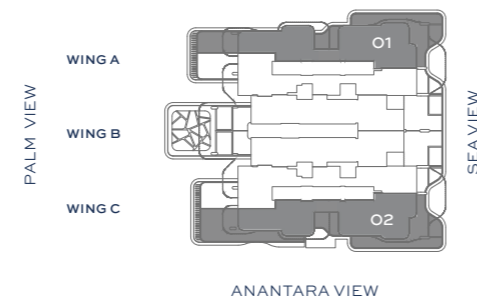 WING A
01
PALM VIEW
WING B
SEA VIEW
WING C
02
ANANTARA VIEW